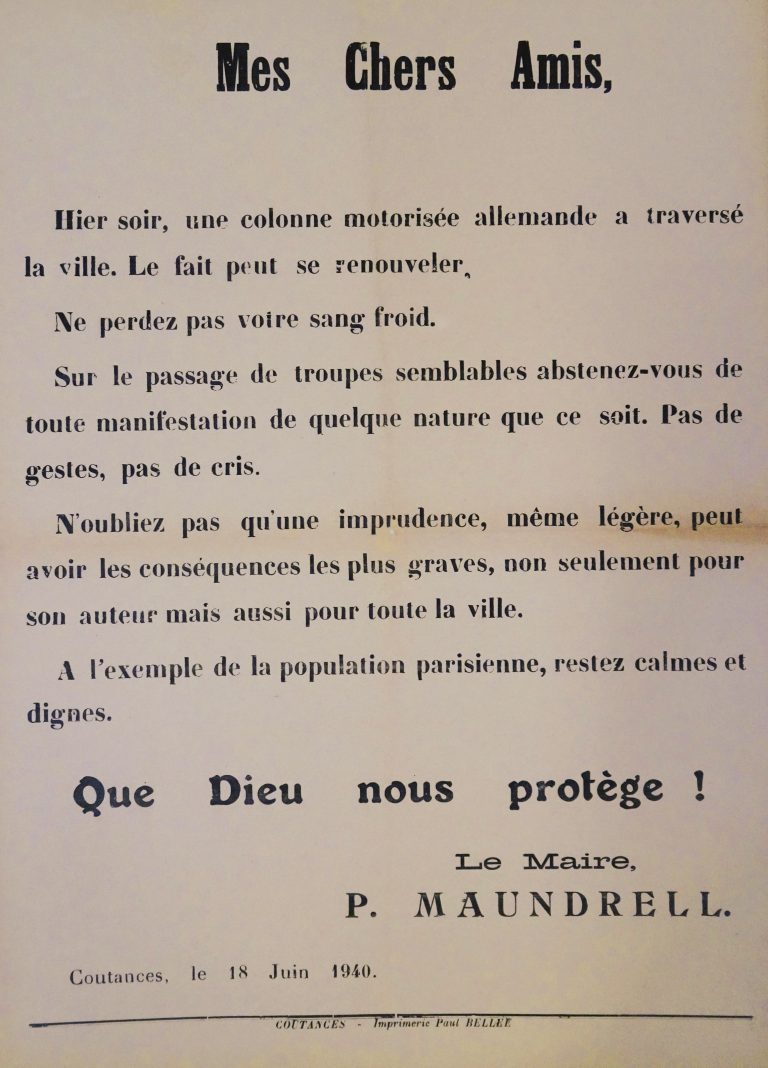 Mes Chers Amis,
Hier soir, une colonne motorisée allemande a traversé
la ville. Le fait peut se renouveler.
Ne perdez pas votre sang froid.
Sur le passage de troupes semblables abstenez-vous de
toute manifestation de quelque nature que ce soit. Pas de
gestes, pas de cris.
N'oubliez pas qu'une imprudence, même légère, peut
avoir les conséquences les plus graves, non seulement pour
son auteur mais aussi pour toute la ville.
A l'exemple de la population parisienne, restez calmes et
dignes.
Que Dieu nous protège !
Le Maire,
P. MAUNDRELL.
Coutances, le 18 Juin 1940.
COUTANCES - Imprimerie Paul BELLEE